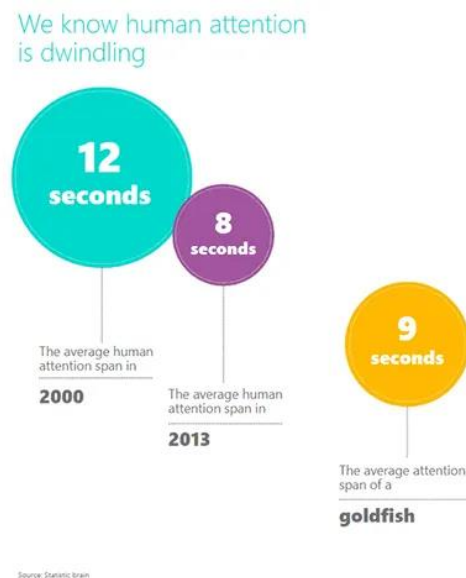 We know human attention
is dwindling
12
seconds
8
seconds
9
seconds
The average human
attention span in
2000
The average human
attention span in
2013
The average attention
span of a
goldfish
Source: Statistic brain